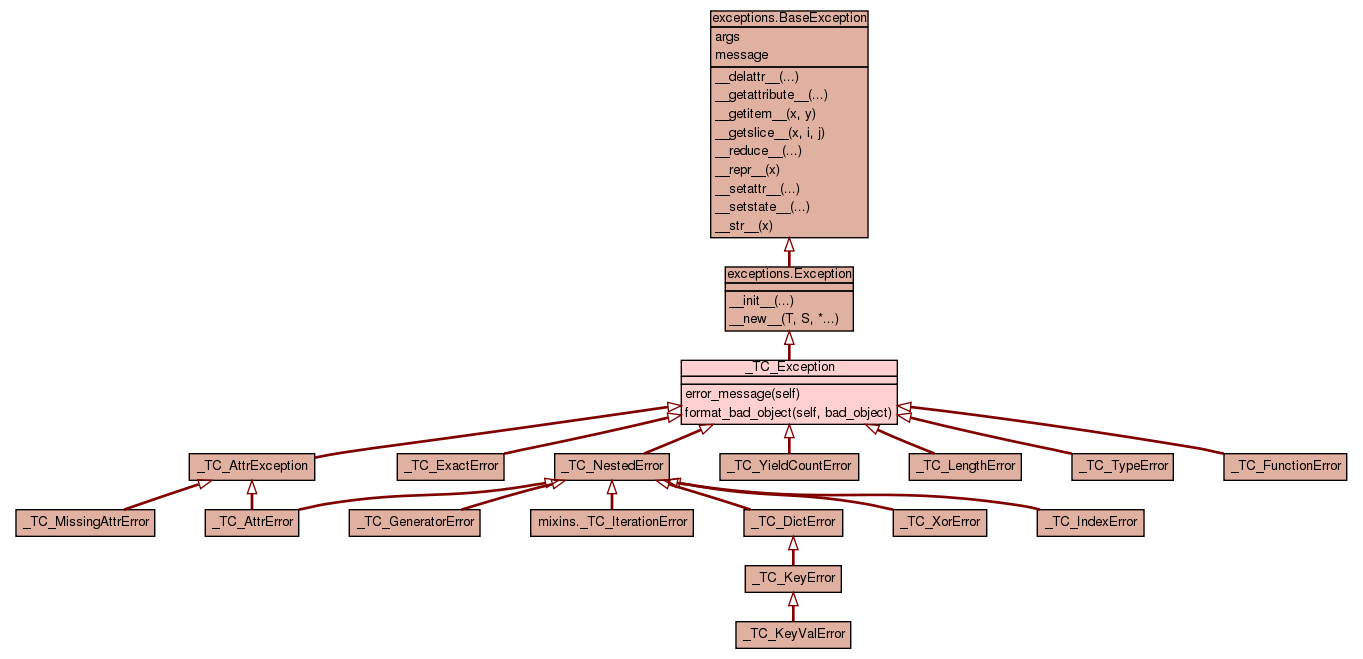 exceptions.BaseException
args
message
__delattr__(...)
__getattribute__(...)
__getitem__(x, y)
__getslice__(x, i, j)
__reduce__(...)
__repr__(x)
__setattr__(...)
__setstate__(...)
__str__(x)
exceptions.Exception
__init__(...)
__new__(T, S, *...)
_TC_Exception
error_message(self)
format_bad_object(self, bad_object)
_TC_AttrException
_TC_ExactError
_TC_NestedError
_TC_YieldCountError
_TC_LengthError
_TC_TypeError
_TC_FunctionError
_TC_MissingAttrError
_TC_AttrError
_TC_GeneratorError
mixins._TC_IterationError
_TC_DictError
_TC_XorError
_TC_IndexError
_TC_KeyError
_TC_KeyValError